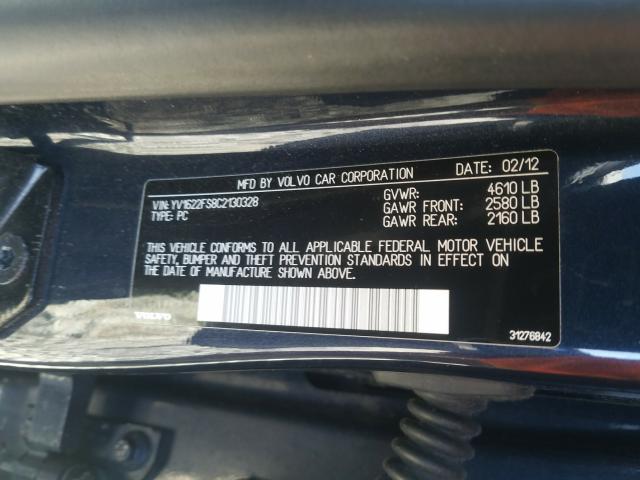 MFD BY VOLVO CAR CORPORATION DATE: 02/12
VIN: YV1622FS8C2130328 GVWR: 4610 LB
TYPE: PC GAWR FRONT: 2580 LB
GAWR REAR: 2160 LB
THIS VEHICLE CONFORMS TO ALL APPLICABLE FEDERAL MOTOR VEHICLE
SAFETY, BUMPER AND THEFT PREVENTION STANDARDS IN EFFECT ON
THE DATE OF MANUFACTURE SHOWN ABOVE.
VOLVO 31276842